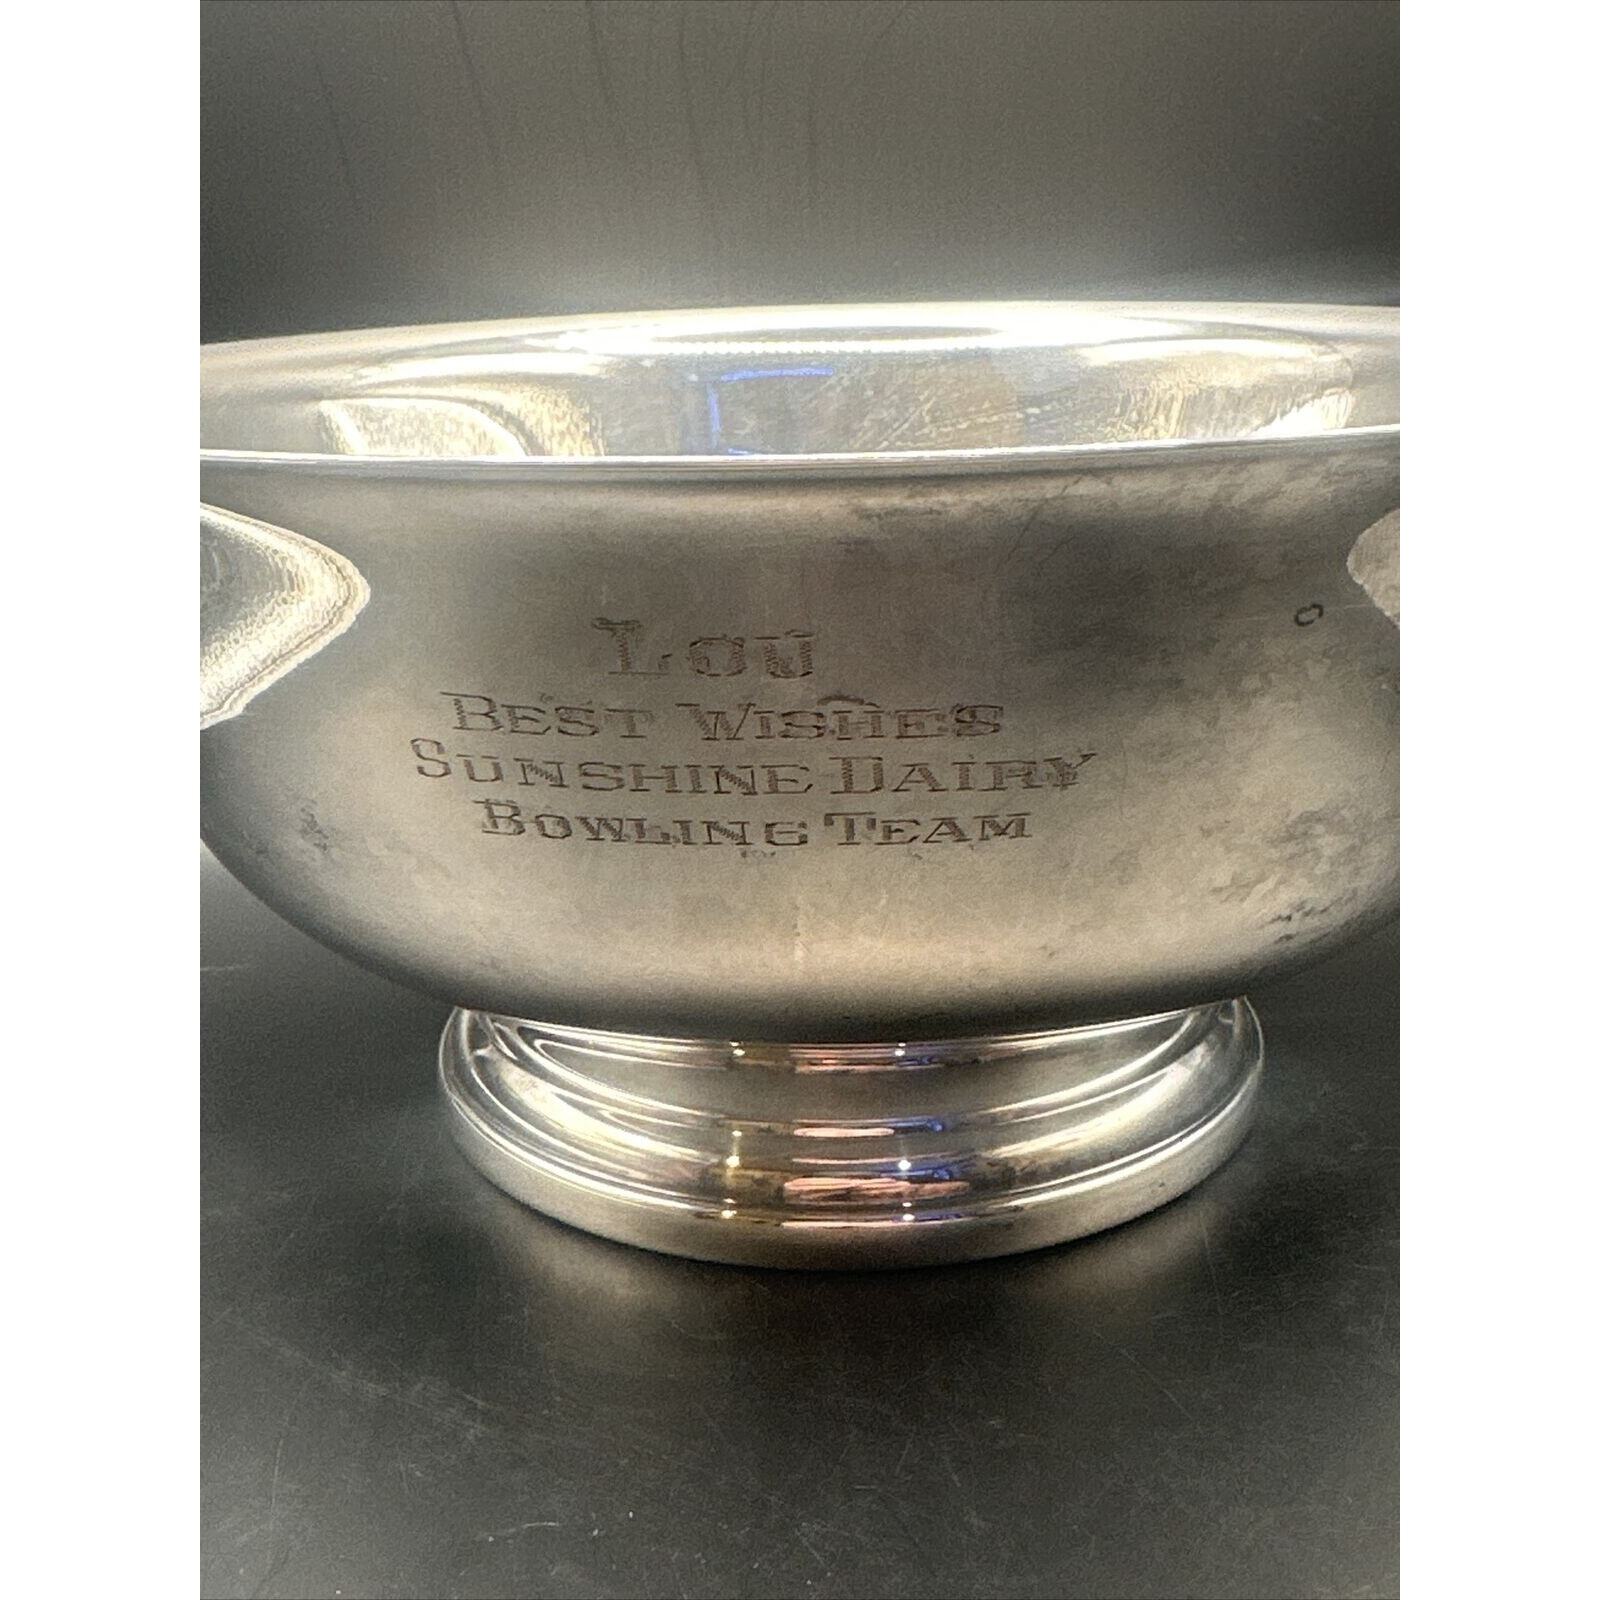 LOU
BEST WISHES
SUNSHINE DAIRY
BOWLING TEAM